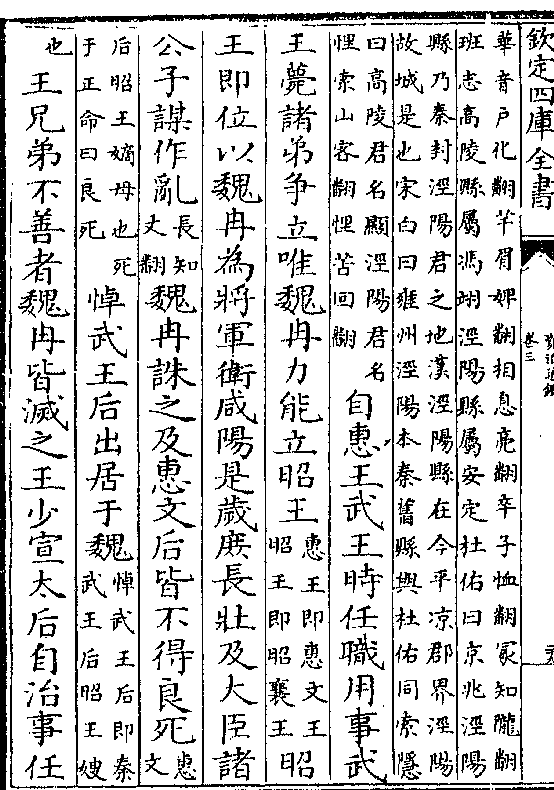 欽定四庫全書
卷三
華音戶化翻羋眉婢翻相息亮翻卒子恤翻冡知隴翻
班志高陵縣屬馮翊涇陽縣屬安定杜佑曰京兆涇陽
縣乃秦封涇陽君之地漢涇陽縣在今平凉郡界涇陽
故城是也宋白曰雍州涇陽本秦舊縣與杜佑同索隱
曰高陵君名顯涇陽君名
悝索山客翻悝苦回翻
自惠王武王時任職用事武
王薨諸弟争立唯魏冉力能立昭王
惠王即惠文王昭
昭王即昭襄王
王即位以魏冉為將軍衛咸陽是歲庶長壯及大臣諸
公子謀作亂
長知
丈翻
魏冉誅之及惠文后皆不得良死
惠
文
后昭王嫡母也死
于正命曰良死
悼武王后出居于魏
悼武王后即秦
武王后昭王嫂
也
王兄弟不善者魏冉皆滅之王少宣太后自治事任